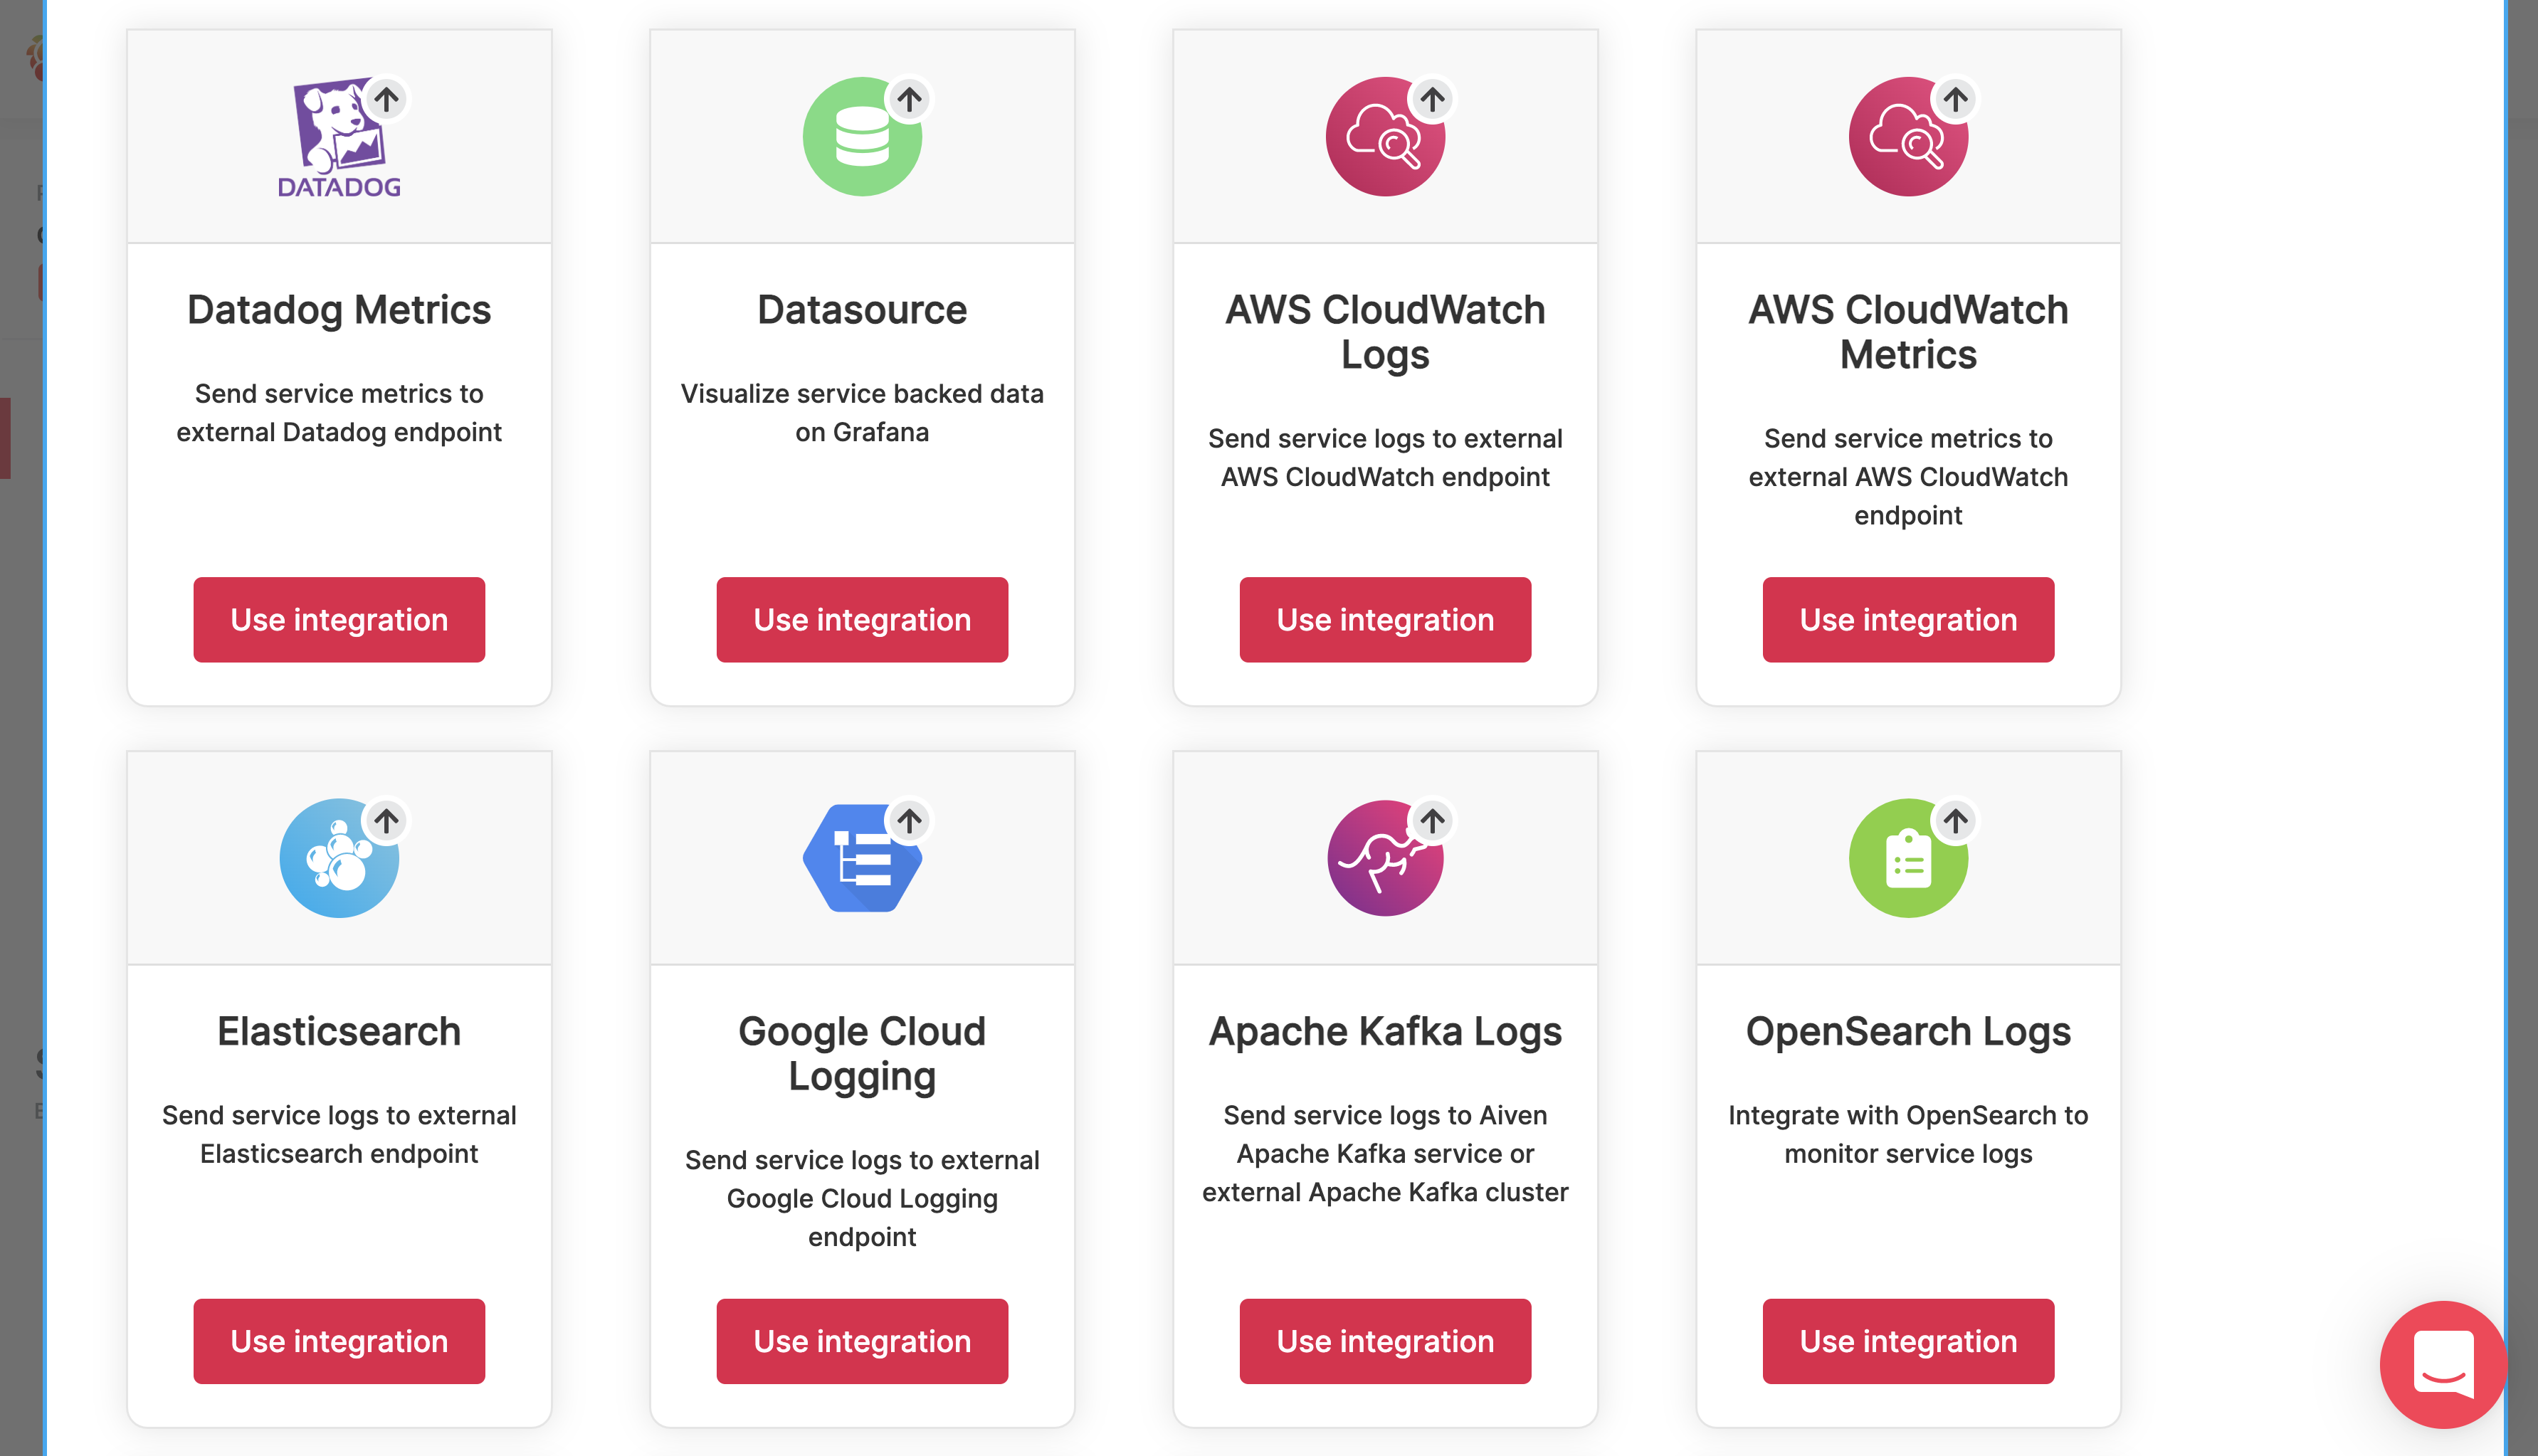 DATADOG
Datadog Metrics
Send service metrics to
external Datadog endpoint
Use integration
Datasource
Visualize service backed data
on Grafana
Use integration
AWS CloudWatch
Logs
Send service logs to external
AWS CloudWatch endpoint
Use integration
AWS CloudWatch
Metrics
Send service metrics to
external AWS CloudWatch
endpoint
Use integration
Elasticsearch
Send service logs to external
Elasticsearch endpoint
Use integration
Google Cloud
Logging
Send service logs to external
Google Cloud Logging
endpoint
Use integration
Apache Kafka Logs
Send service logs to Aiven
Apache Kafka service or
external Apache Kafka cluster
Use integration
OpenSearch Logs
Integrate with OpenSearch to
monitor service logs
Use integration